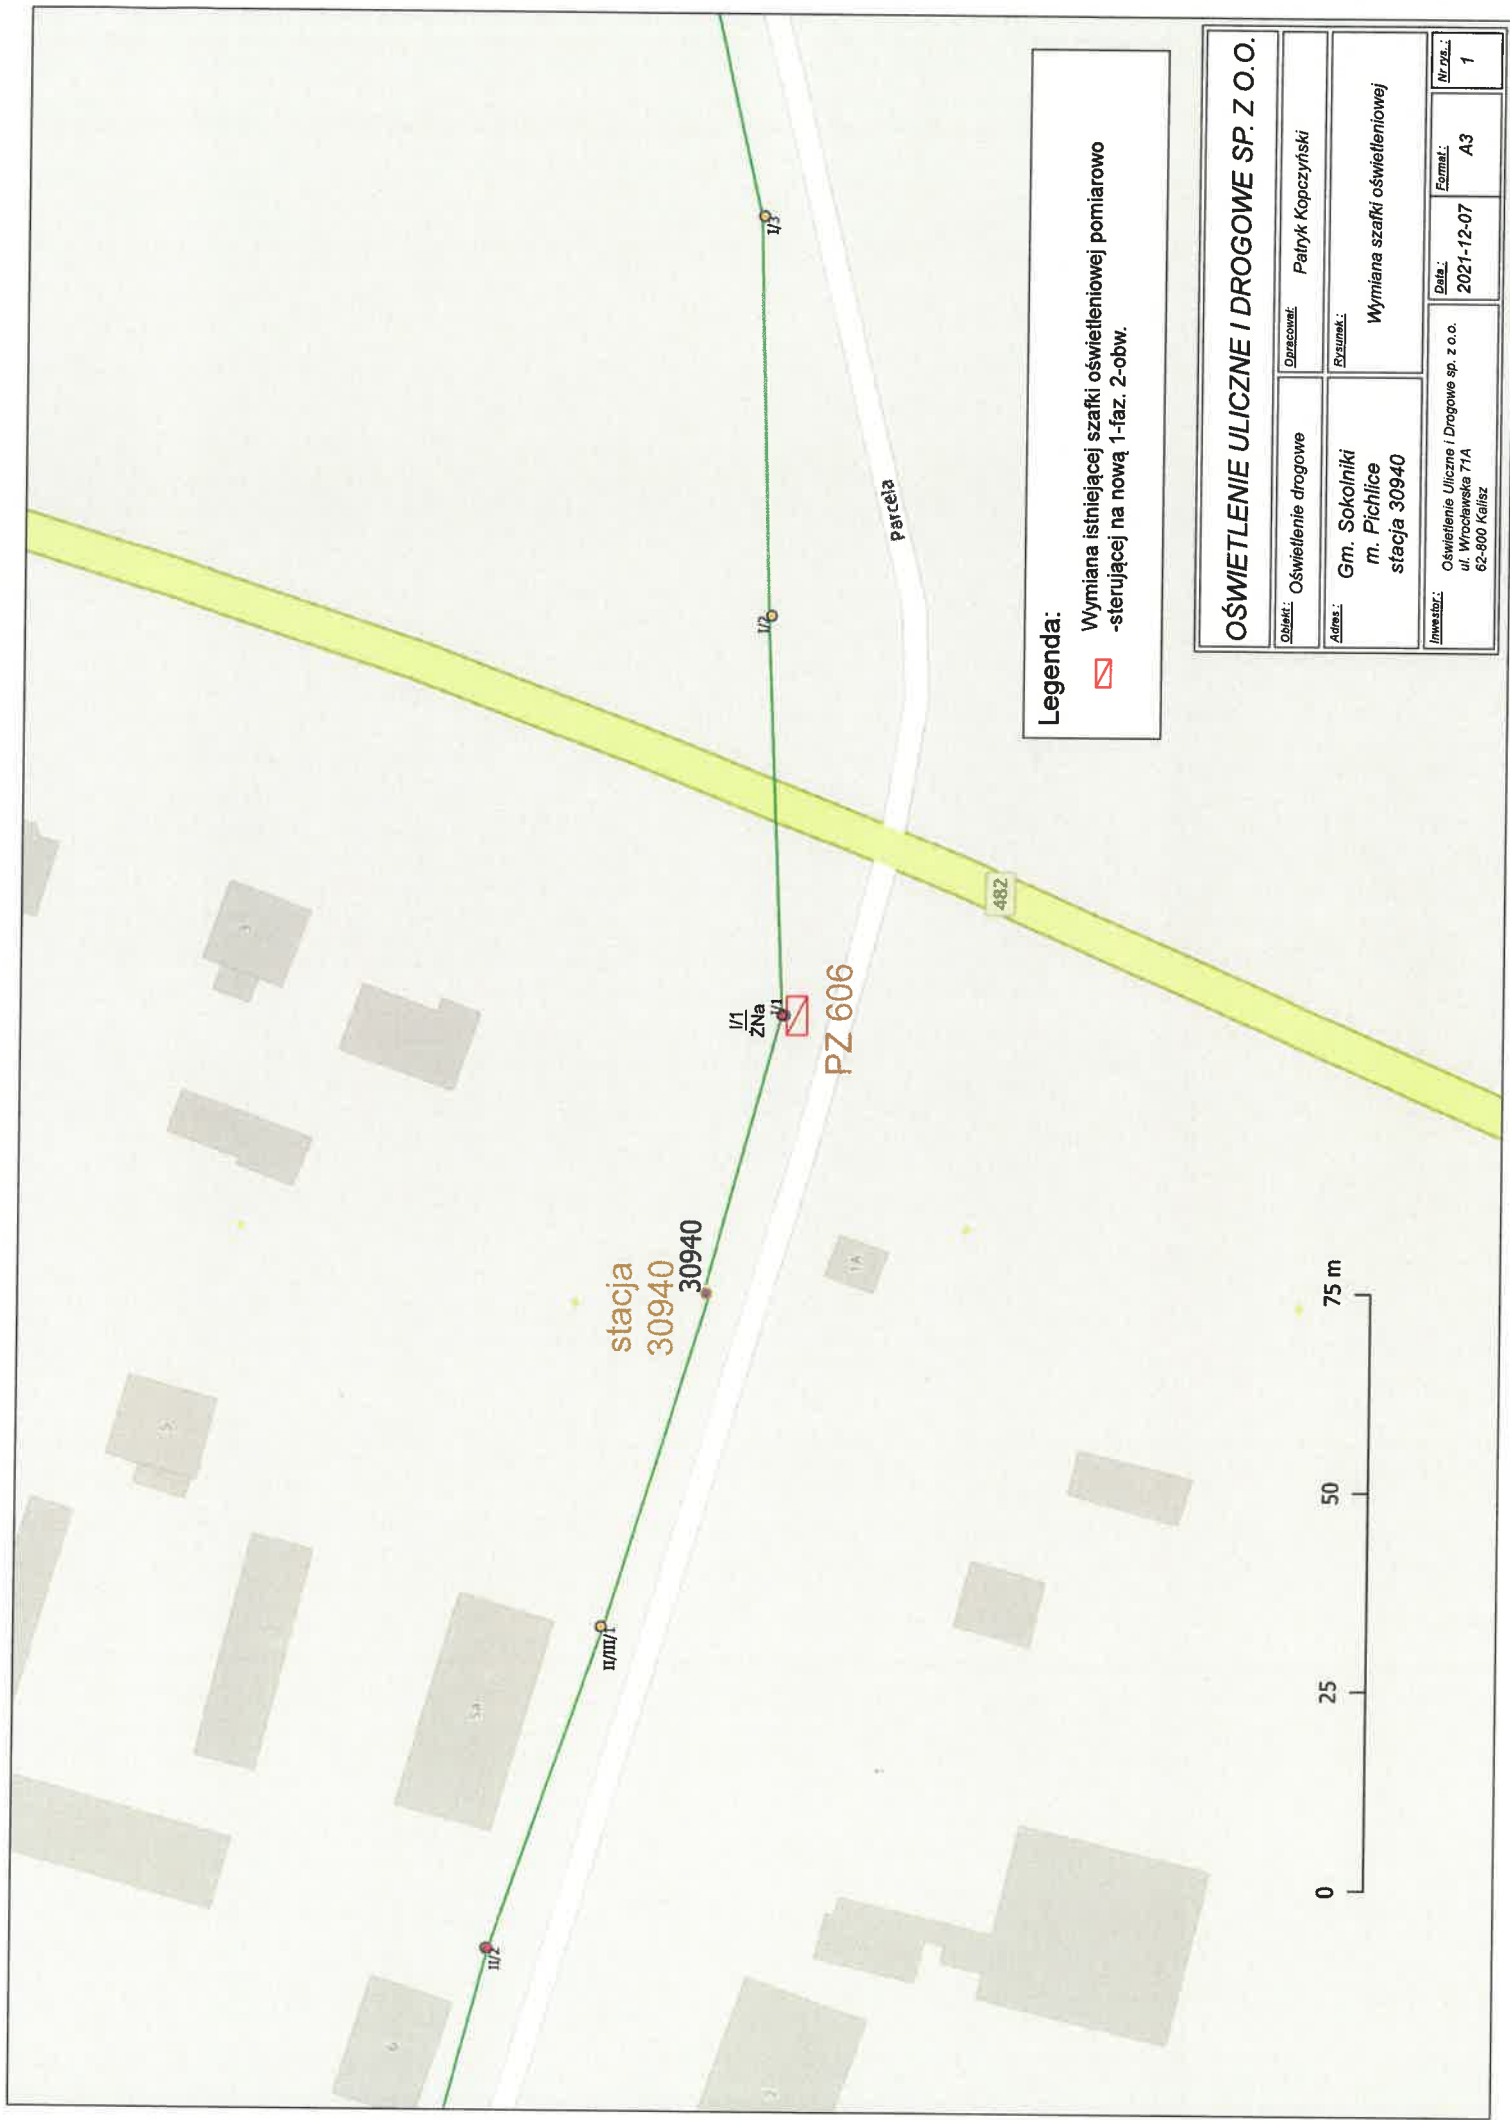 II/2
II/III/1
stacja
30940
30940
I/1
ŻNa
I/1
PZ 606
I/2
I/3
5a
1A
482
Parcela
0
25
50
75 m
Legenda:
Wymiana istniejącej szafki oświetleniowej pomiarowo
-sterującej na nową 1-faz. 2-obw.
OŚWIETLENIE ULICZNE I DROGOWE SP. Z O.O.
Obiekt: Oświetlenie drogowe
Opracował: Patryk Kopczyński
Adres: Gm. Sokolniki
m. Pichlice
stacja 30940
Rysunek:
Wymiana szafki oświetleniowej
Inwestor:
Oświetlenie Uliczne i Drogowe sp. z o.o.
ul. Wrocławska 71A
62-800 Kalisz
Data:
2021-12-07
Format:
A3
Nr rys.:
1